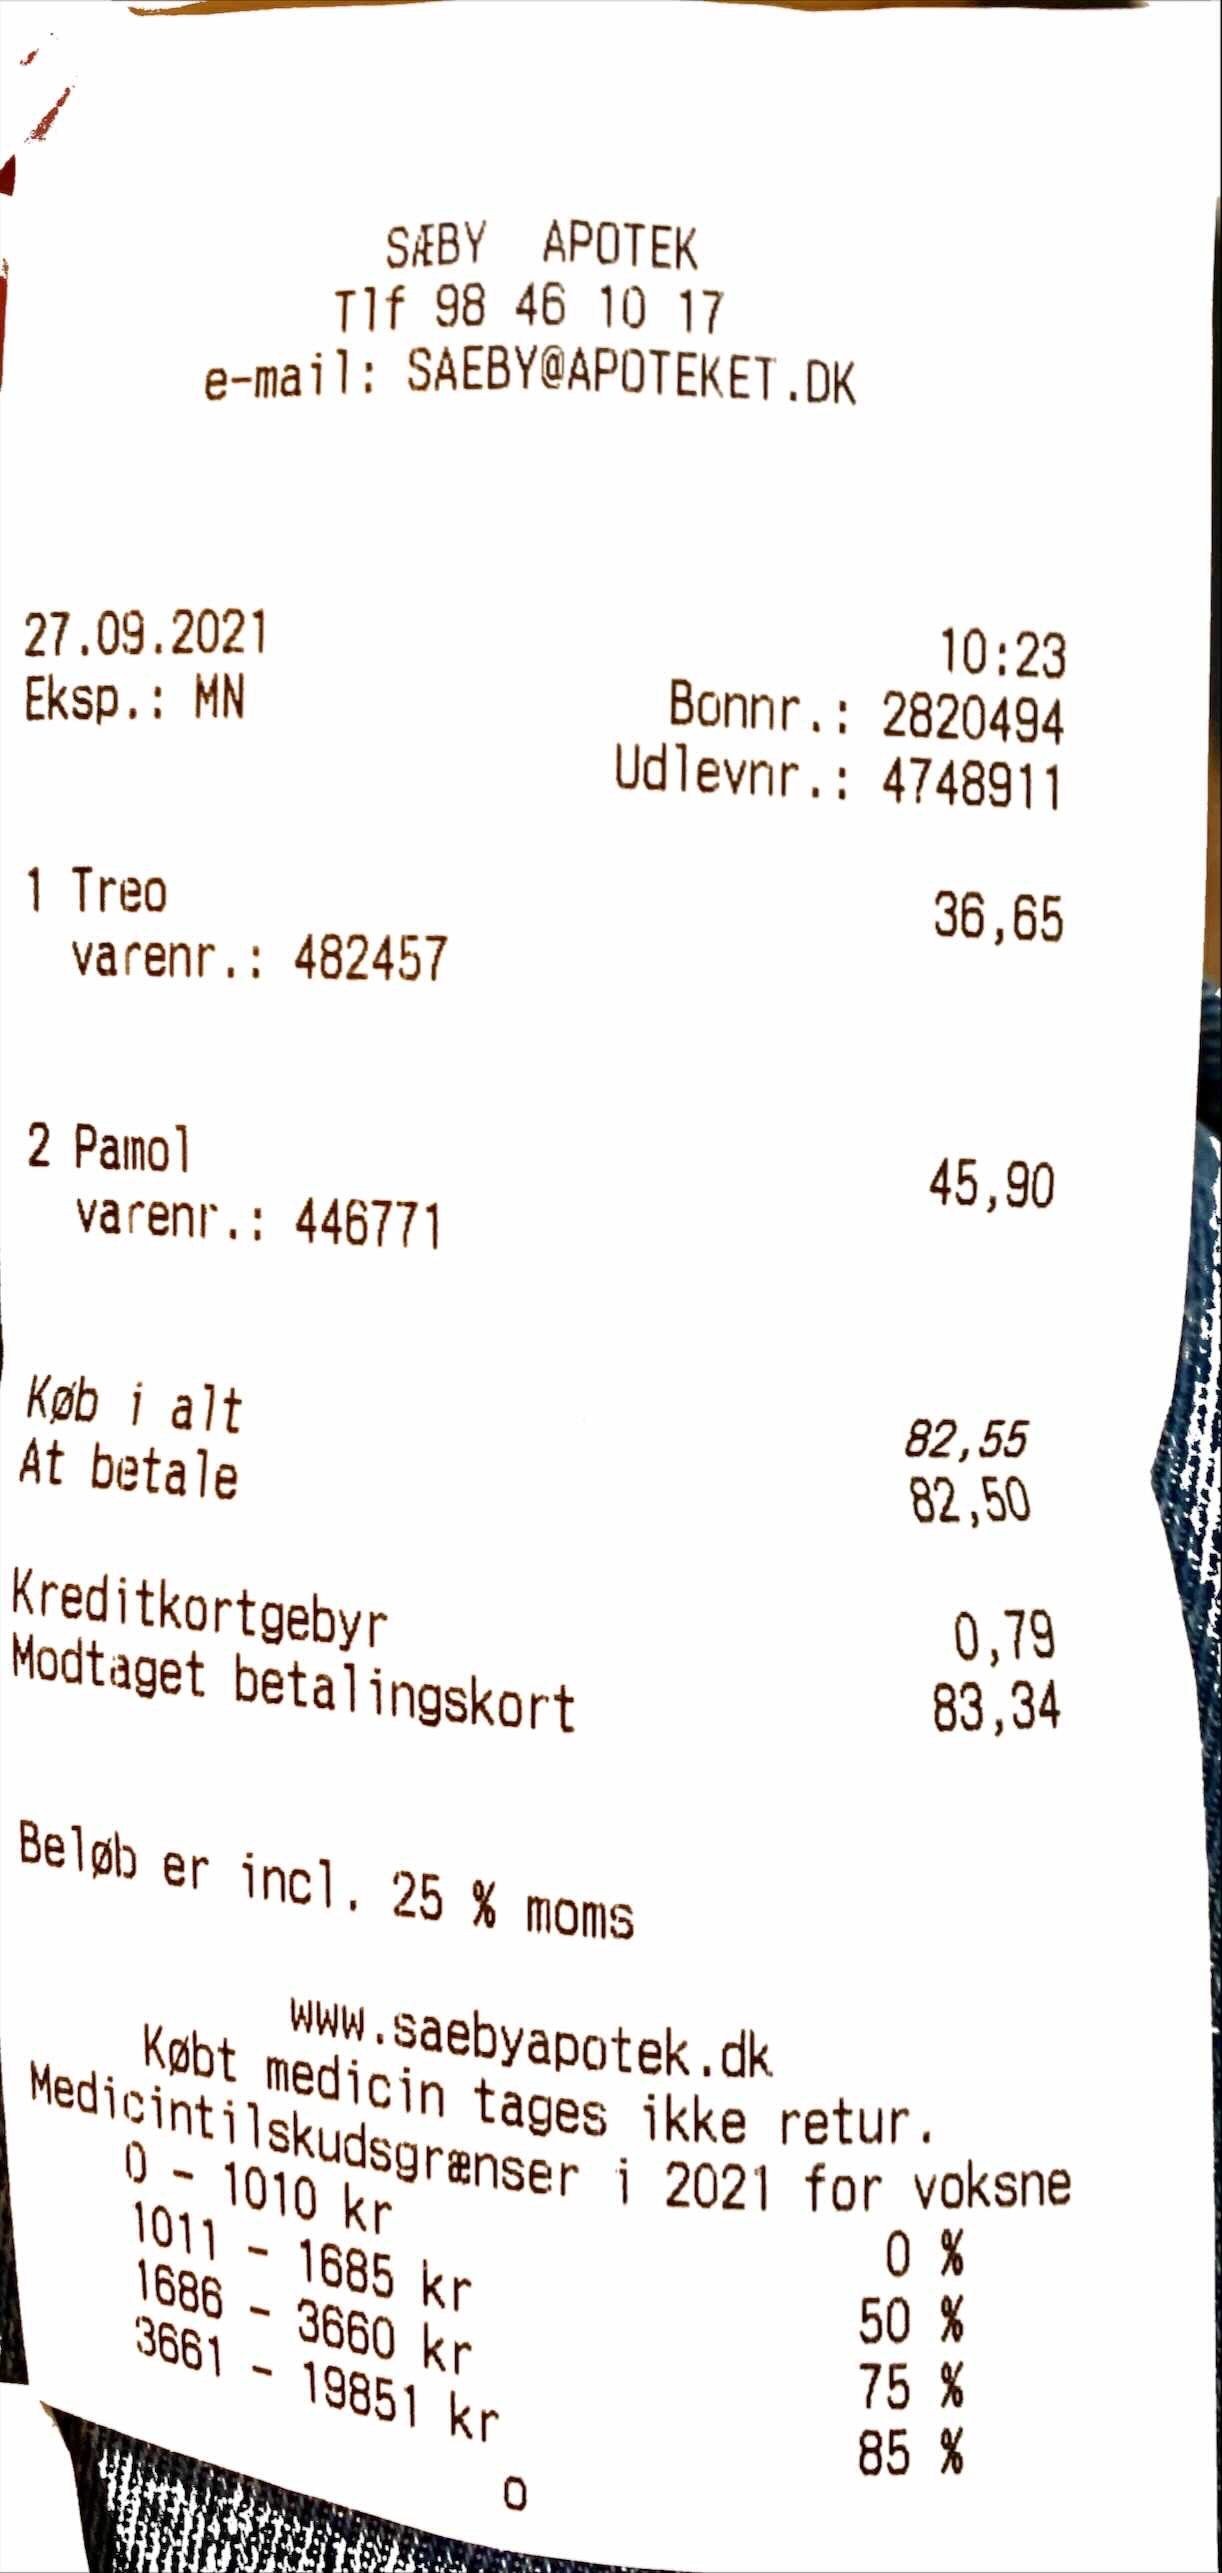 SÆBY APOTEK
Tlf 98 46 10 17
e-mail: SAEBY@APOTEKET.DK
27.09.2021 10:23
Eksp.: MN Bonnr.: 2820494
Udlevnr.: 4748911
1 Treo 36,65
varenr.: 482457
2 Pamol 45,90
varenr.: 446771
Køb i alt 82,55
At betale 82,50
Kreditkortgebyr 0,79
Modtaget betalingskort 83,34
Beløb er incl. 25 % moms
www.saebyapotek.dk
Købt medicin tages ikke retur.
Medicintilskudsgrænser i 2021 for voksne
0 - 1010 kr 0 %
1011 - 1685 kr 50 %
1686 - 3660 kr 75 %
3661 - 19851 kr 85 %
0